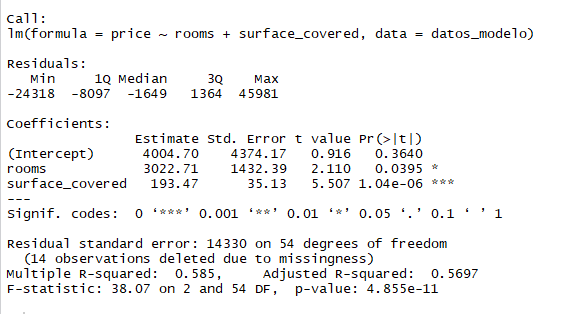 Call:
lm(formula = price ~ rooms + surface_covered, data = datos_modelo)
Residuals:
Min 1Q Median 3Q Max
-24318 -8097 -1649 1364 45981
Coefficients:
Estimate Std. Error t value Pr(>|t|)
(Intercept) 4004.70 4374.17 0.916 0.3640
rooms 3022.71 1432.39 2.110 0.0395 *
surface_covered 193.47 35.13 5.507 1.04e-06 ***
---
Signif. codes: 0 ‘***’ 0.001 ‘**’ 0.01 ‘*’ 0.05 ‘.’ 0.1 ‘ ’ 1
Residual standard error: 14330 on 54 degrees of freedom
(14 observations deleted due to missingness)
Multiple R-squared: 0.585, Adjusted R-squared: 0.5697
F-statistic: 38.07 on 2 and 54 DF, p-value: 4.855e-11